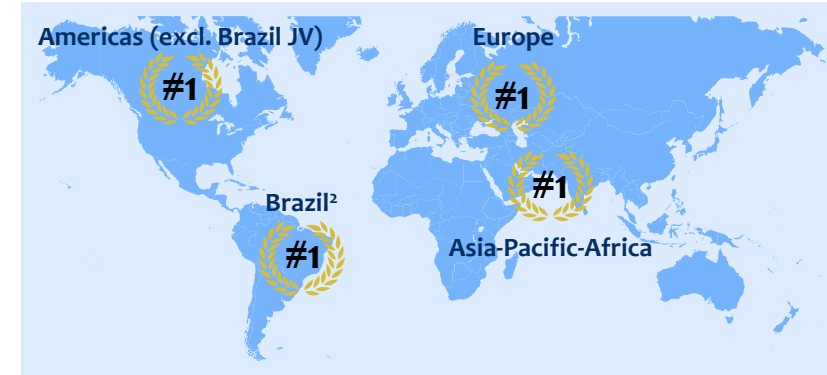 Americas (excl. Brazil JV)
#1
Europe
#1
#1
Asia-Pacific-Africa
Brazil²
#1